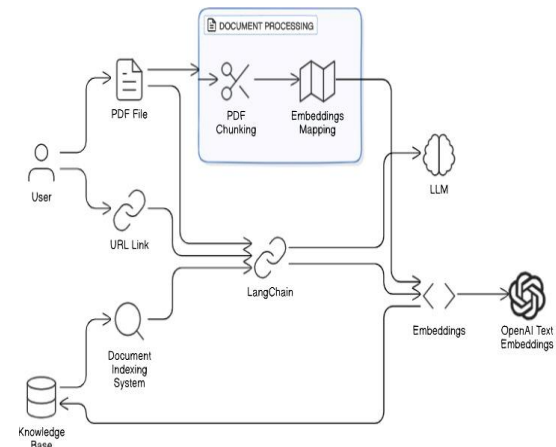 DOCUMENT PROCESSING
PDF File
PDF
Chunking
Embeddings
Mapping
User
LLM
URL Link
LangChain
Embeddings
OpenAI Text
Embeddings
Document
Indexing
System
Knowledge
Base